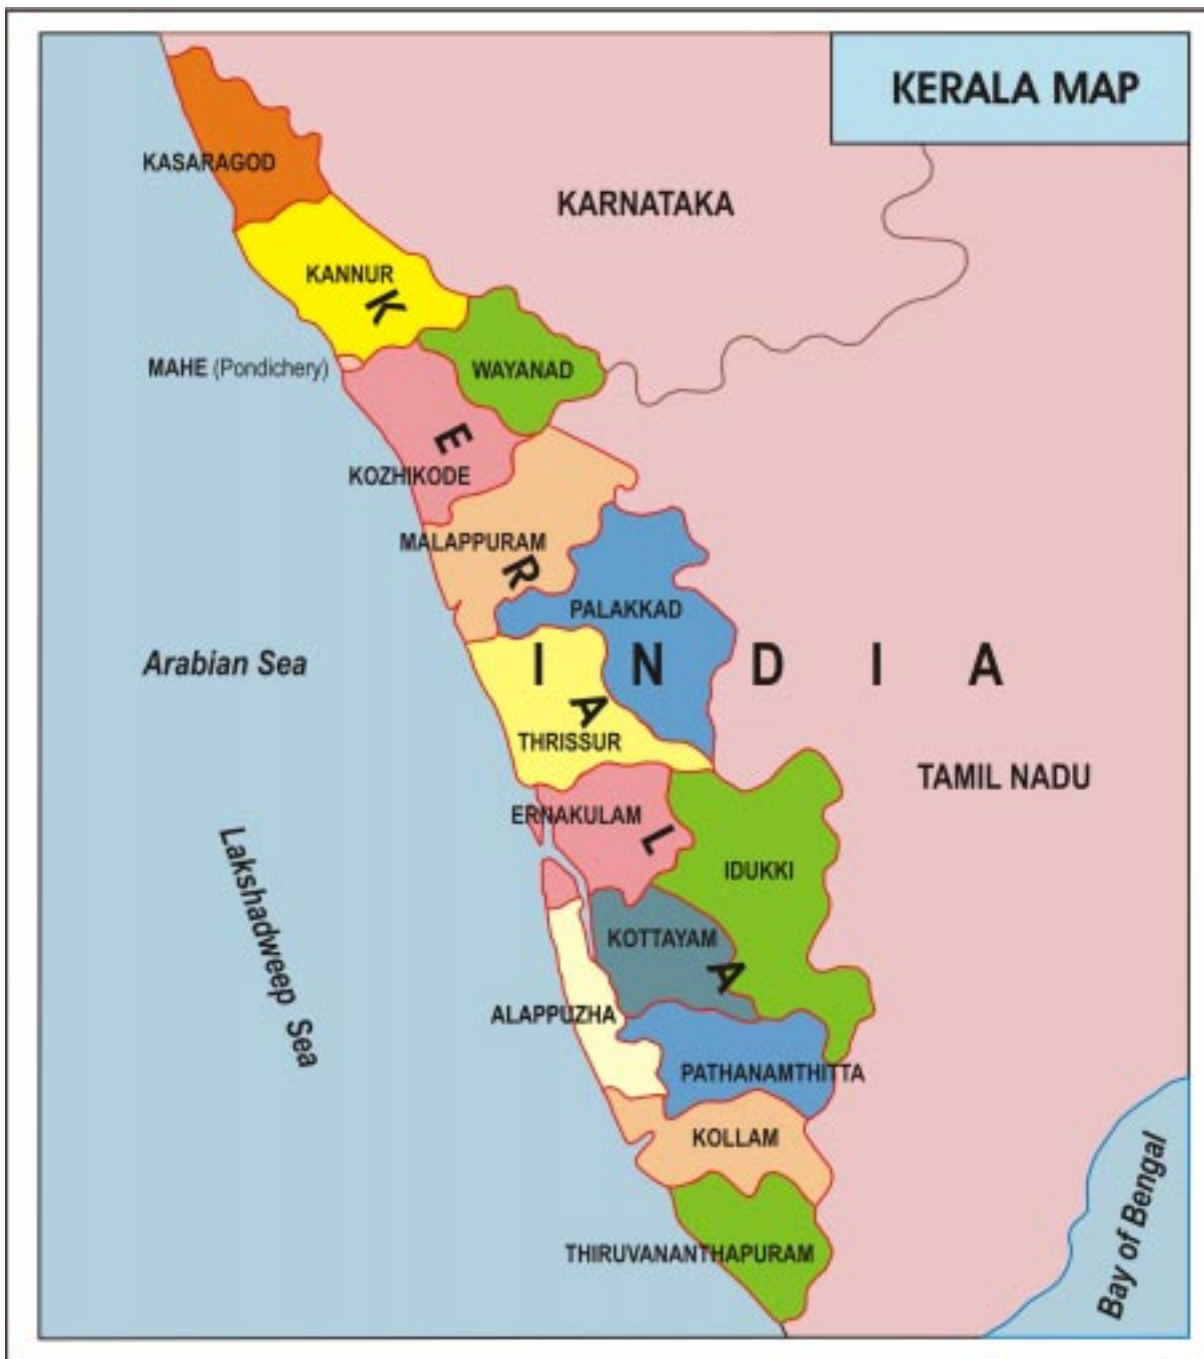 KERALA MAP
KASARAGOD
KARNATAKA
KANNUR
K
MAHE (Pondichery)
WAYANAD
E
KOZHIKODE
MALAPPURAM
R
PALAKKAD
Arabian Sea
I N D I A
A
THRISSUR
TAMIL NADU
ERNAKULAM
L
IDUKKI
Lakshadweep Sea
KOTTAYAM
A
ALAPPUZHA
PATHANAMTHITTA
KOLLAM
Bay of Bengal
THIRUVANANTHAPURAM